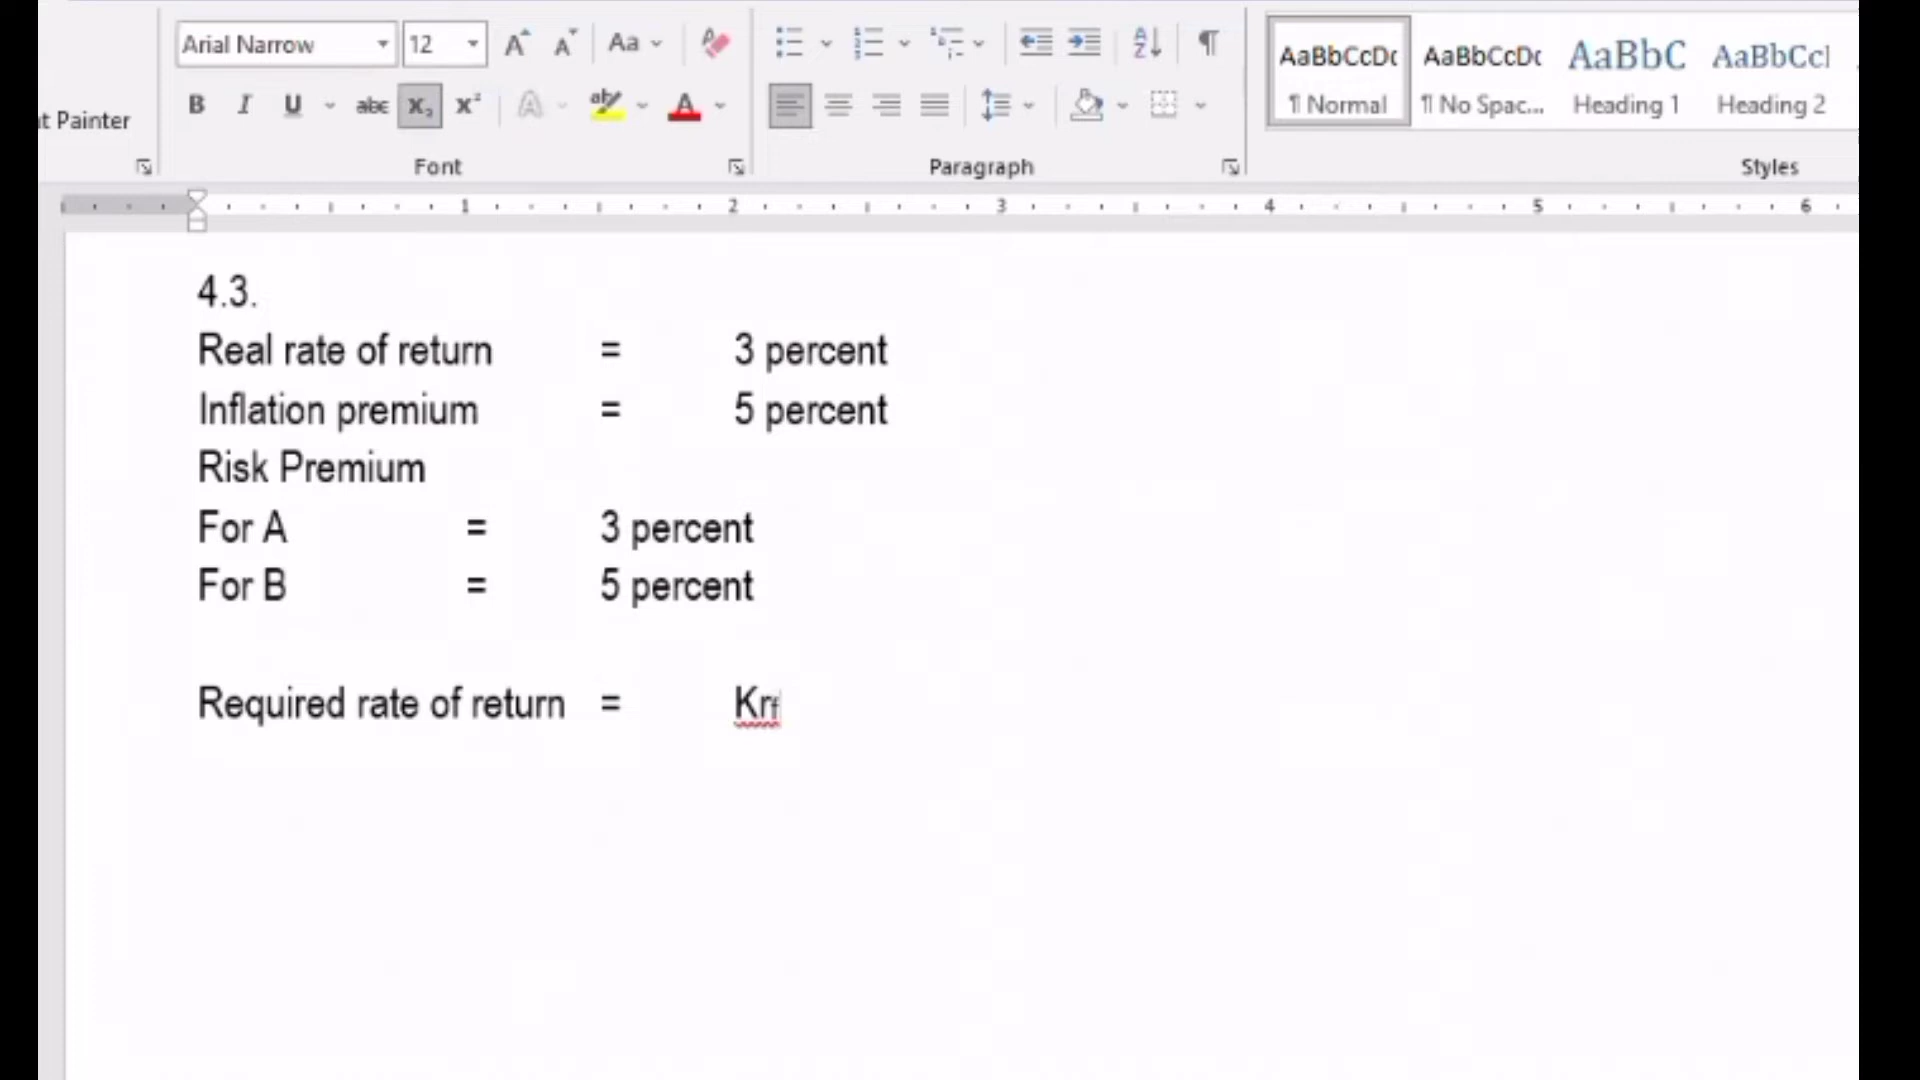 Arial Narrow 12 A A Aa
B I U abc X₂ X² A ab A
AaBbCcDc AaBbCcDc AaBbC AaBbCcI
¶ Normal ¶ No Spac... Heading 1 Heading 2
t Painter
Font Paragraph Styles
1 2 3 4 5 6
4.3.
Real rate of return = 3 percent
Inflation premium = 5 percent
Risk Premium
For A = 3 percent
For B = 5 percent
Required rate of return = Krf